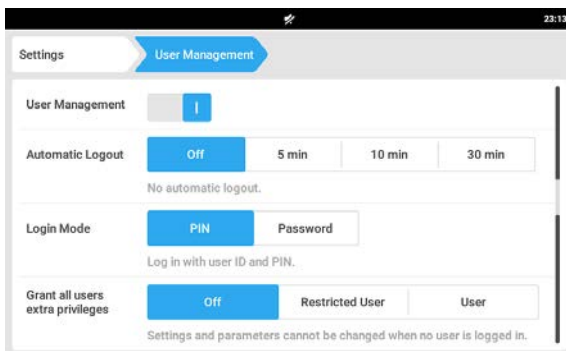 23:13
Settings User Management
User Management
Automatic Logout Off 5 min 10 min 30 min
No automatic logout.
Login Mode PIN Password
Log in with user ID and PIN.
Grant all users
extra privileges Off Restricted User User
Settings and parameters cannot be changed when no user is logged in.